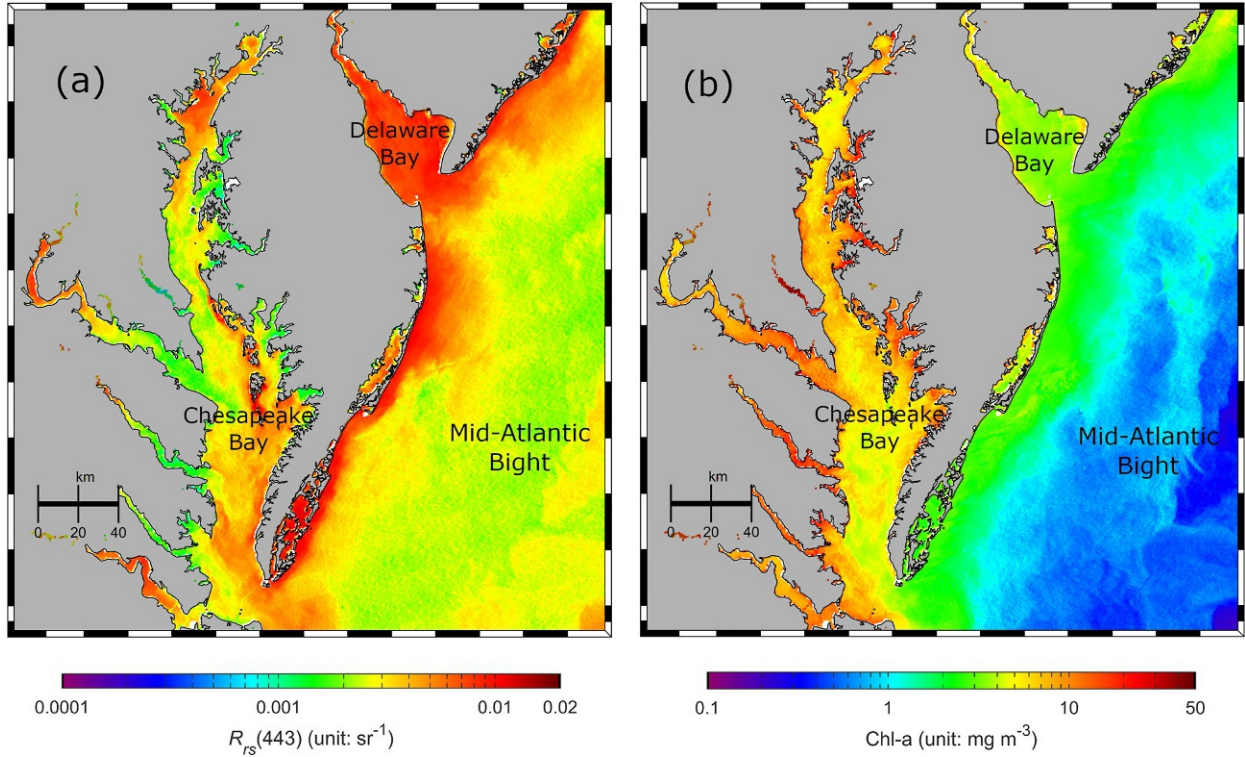 (a)
Delaware
Bay
Chesapeake
Bay
Mid-Atlantic
Bight
km
0 20 40
0.0001 0.001 0.01 0.02
Rrs(443) (unit: sr⁻¹)
(b)
Delaware
Bay
Chesapeake
Bay
Mid-Atlantic
Bight
km
0 20 40
0.1 1 10 50
Chl-a (unit: mg m⁻³)